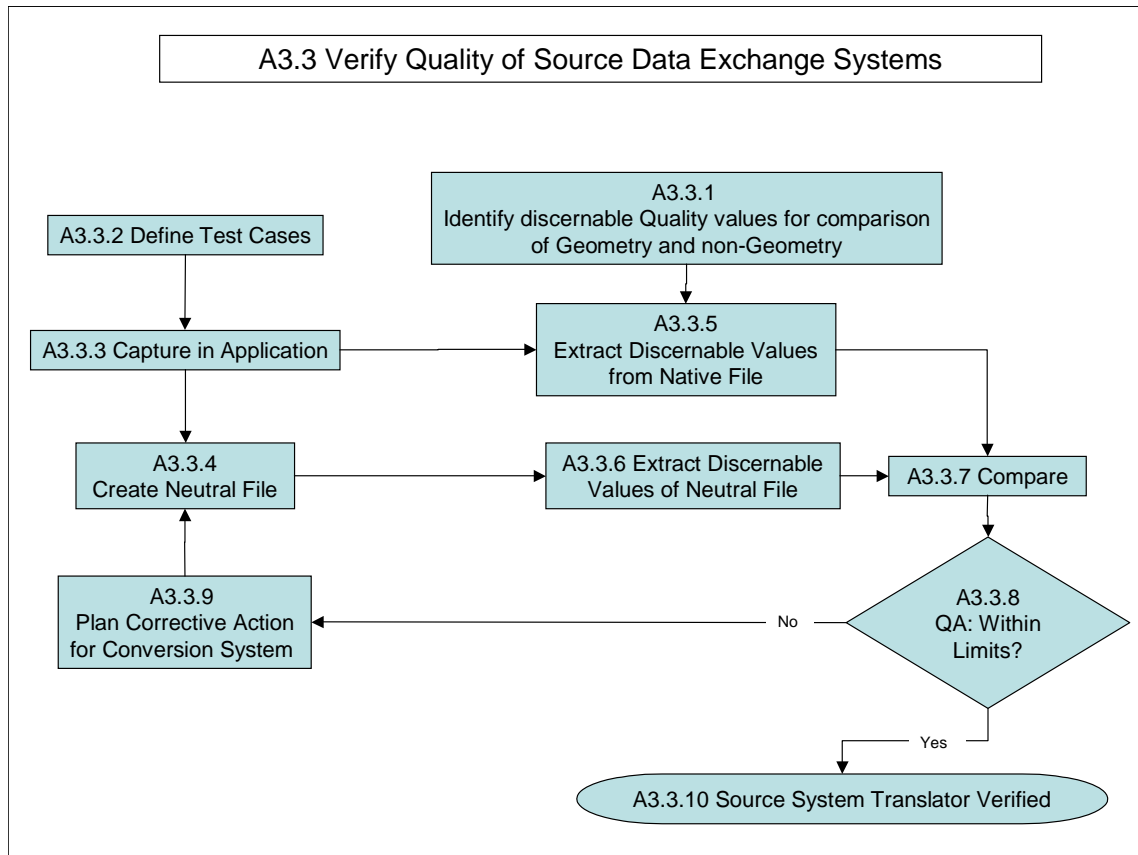 A3.3 Verify Quality of Source Data Exchange Systems
A3.3.1
Identify discernable Quality values for comparison
of Geometry and non-Geometry
A3.3.2 Define Test Cases
A3.3.3 Capture in Application
A3.3.5
Extract Discernable Values
from Native File
A3.3.4
Create Neutral File
A3.3.6 Extract Discernable
Values of Neutral File
A3.3.7 Compare
A3.3.8
QA: Within
Limits?
No
A3.3.9
Plan Corrective Action
for Conversion System
Yes
A3.3.10 Source System Translator Verified